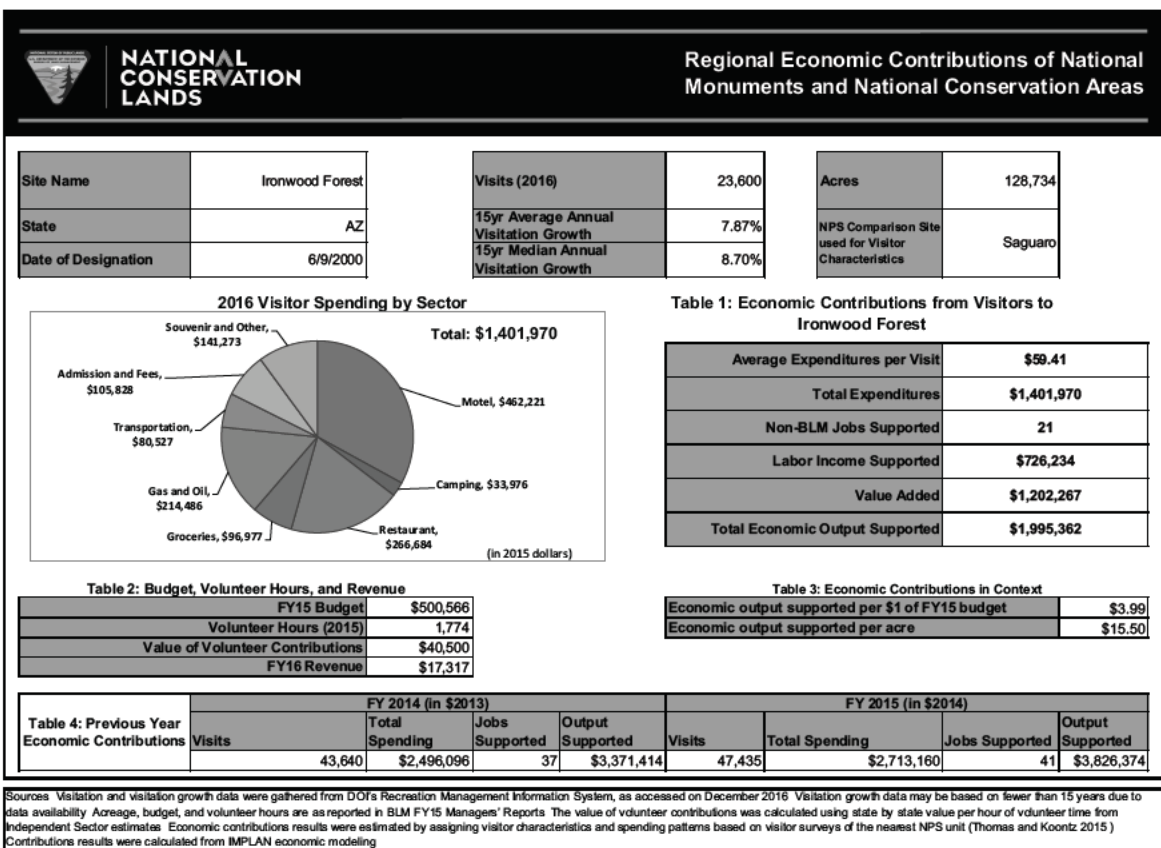 NATIONAL
CONSERVATION
LANDS
Regional Economic Contributions of National
Monuments and National Conservation Areas
Site Name Ironwood Forest
State AZ
Date of Designation 6/9/2000
Visits (2016) 23,600
15yr Average Annual
Visitation Growth 7.87%
15yr Median Annual
Visitation Growth 8.70%
Acres 128,734
NPS Comparison Site
used for Visitor
Characteristics Saguaro
2016 Visitor Spending by Sector
Total: $1,401,970
Souvenir and Other,
$141,273
Admission and Fees,
$105,828
Transportation,
$80,527
Gas and Oil,
$214,486
Groceries, $96,977
Motel, $462,221
Camping, $33,976
Restaurant,
$266,684
(in 2015 dollars)
Table 1: Economic Contributions from Visitors to
Ironwood Forest
Average Expenditures per Visit $59.41
Total Expenditures $1,401,970
Non-BLM Jobs Supported 21
Labor Income Supported $726,234
Value Added $1,202,267
Total Economic Output Supported $1,995,362
Table 2: Budget, Volunteer Hours, and Revenue
FY15 Budget $500,566
Volunteer Hours (2015) 1,774
Value of Volunteer Contributions $40,500
FY16 Revenue $17,317
Table 3: Economic Contributions in Context
Economic output supported per $1 of FY15 budget $3.99
Economic output supported per acre $15.50
Table 4: Previous Year
Economic Contributions
FY 2014 (in $2013) FY 2015 (in $2014)
Visits Total Spending Jobs Supported Output Supported Visits Total Spending Jobs Supported Output Supported
43,640 $2,496,096 37 $3,371,414 47,435 $2,713,160 41 $3,826,374
Sources Visitation and visitation growth data were gathered from DOI's Recreation Management Information System, as accessed on December 2016 Visitation growth data may be based on fewer than 15 years due to
data availability Acreage, budget, and volunteer hours are as reported in BLM FY15 Managers' Reports The value of volunteer contributions was calculated using state by state value per hour of volunteer time from
Independent Sector estimates Economic contributions results were estimated by assigning visitor characteristics and spending patterns based on visitor surveys of the nearest NPS unit (Thomas and Koontz 2015 )
Contributions results were calculated from IMPLAN economic modeling